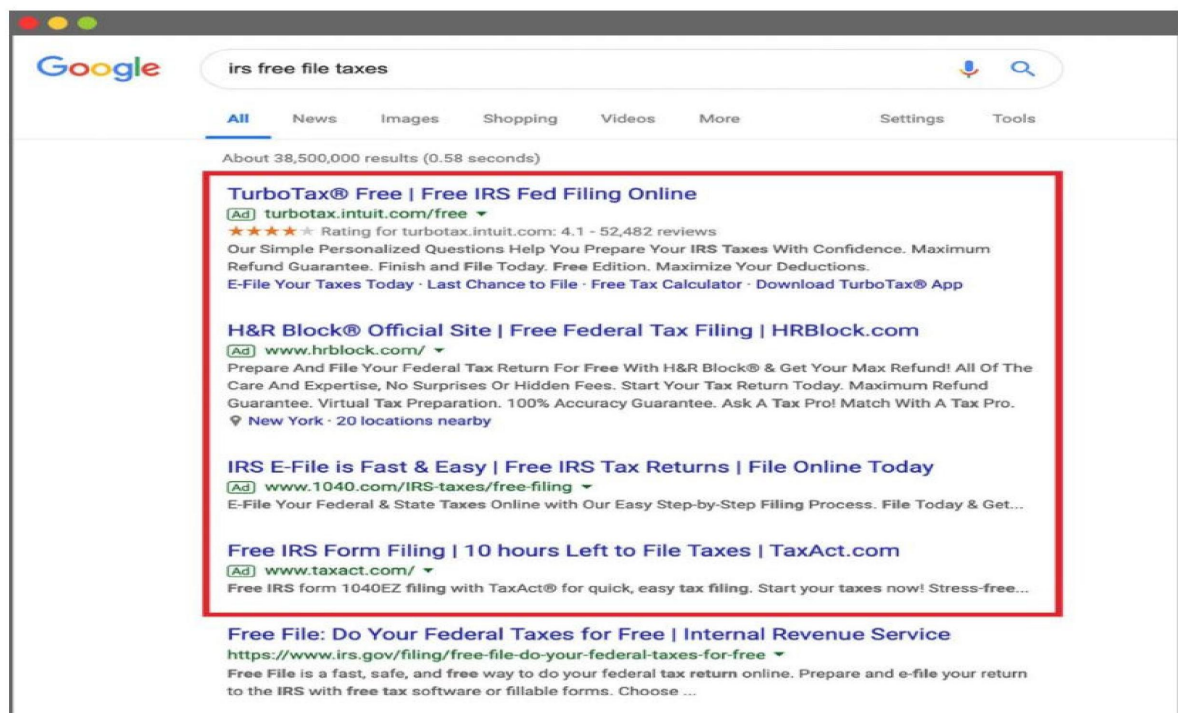 Google
irs free file taxes
All News Images Shopping Videos More Settings Tools
About 38,500,000 results (0.58 seconds)
TurboTax® Free | Free IRS Fed Filing Online
Ad turbotax.intuit.com/free
Rating for turbotax.intuit.com: 4.1 - 52,482 reviews
Our Simple Personalized Questions Help You Prepare Your IRS Taxes With Confidence. Maximum
Refund Guarantee. Finish and File Today. Free Edition. Maximize Your Deductions.
E-File Your Taxes Today · Last Chance to File · Free Tax Calculator · Download TurboTax® App
H&R Block® Official Site | Free Federal Tax Filing | HRBlock.com
Ad www.hrblock.com/
Prepare And File Your Federal Tax Return For Free With H&R Block® & Get Your Max Refund! All Of The
Care And Expertise, No Surprises Or Hidden Fees. Start Your Tax Return Today. Maximum Refund
Guarantee. Virtual Tax Preparation. 100% Accuracy Guarantee. Ask A Tax Pro! Match With A Tax Pro.
New York · 20 locations nearby
IRS E-File is Fast & Easy | Free IRS Tax Returns | File Online Today
Ad www.1040.com/IRS-taxes/free-filing
E-File Your Federal & State Taxes Online with Our Easy Step-by-Step Filing Process. File Today & Get...
Free IRS Form Filing | 10 hours Left to File Taxes | TaxAct.com
Ad www.taxact.com/
Free IRS form 1040EZ filing with TaxAct® for quick, easy tax filing. Start your taxes now! Stress-free...
Free File: Do Your Federal Taxes for Free | Internal Revenue Service
https://www.irs.gov/filing/free-file-do-your-federal-taxes-for-free
Free File is a fast, safe, and free way to do your federal tax return online. Prepare and e-file your return
to the IRS with free tax software or fillable forms. Choose ...